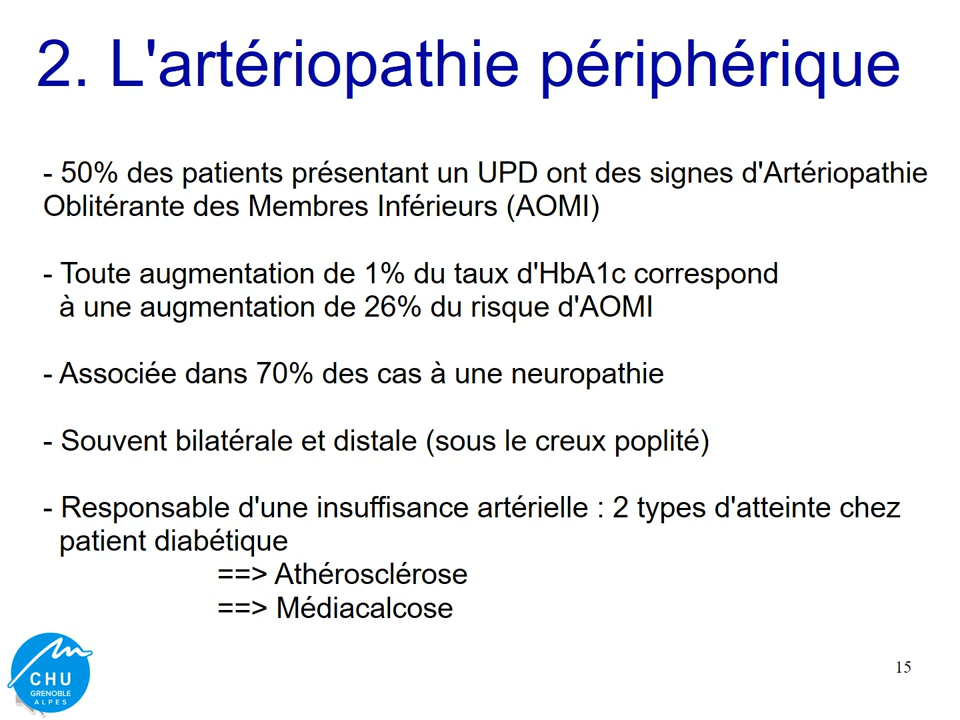 2. L'artériopathie périphérique
- 50% des patients présentant un UPD ont des signes d'Artériopathie
Oblitérante des Membres Inférieurs (AOMI)
- Toute augmentation de 1% du taux d'HbA1c correspond
à une augmentation de 26% du risque d'AOMI
- Associée dans 70% des cas à une neuropathie
- Souvent bilatérale et distale (sous le creux poplité)
- Responsable d'une insuffisance artérielle : 2 types d'atteinte chez
patient diabétique
==> Athérosclérose
==> Médiacalcose
CHU
GRENOBLE
ALPES
15